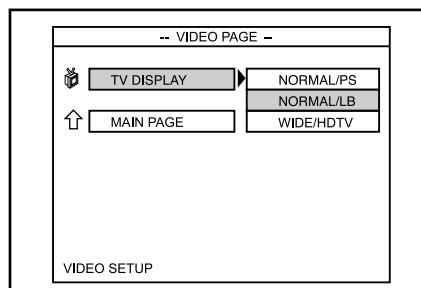 -- VIDEO PAGE –
TV DISPLAY
NORMAL/PS
NORMAL/LB
MAIN PAGE
WIDE/HDTV
VIDEO SETUP